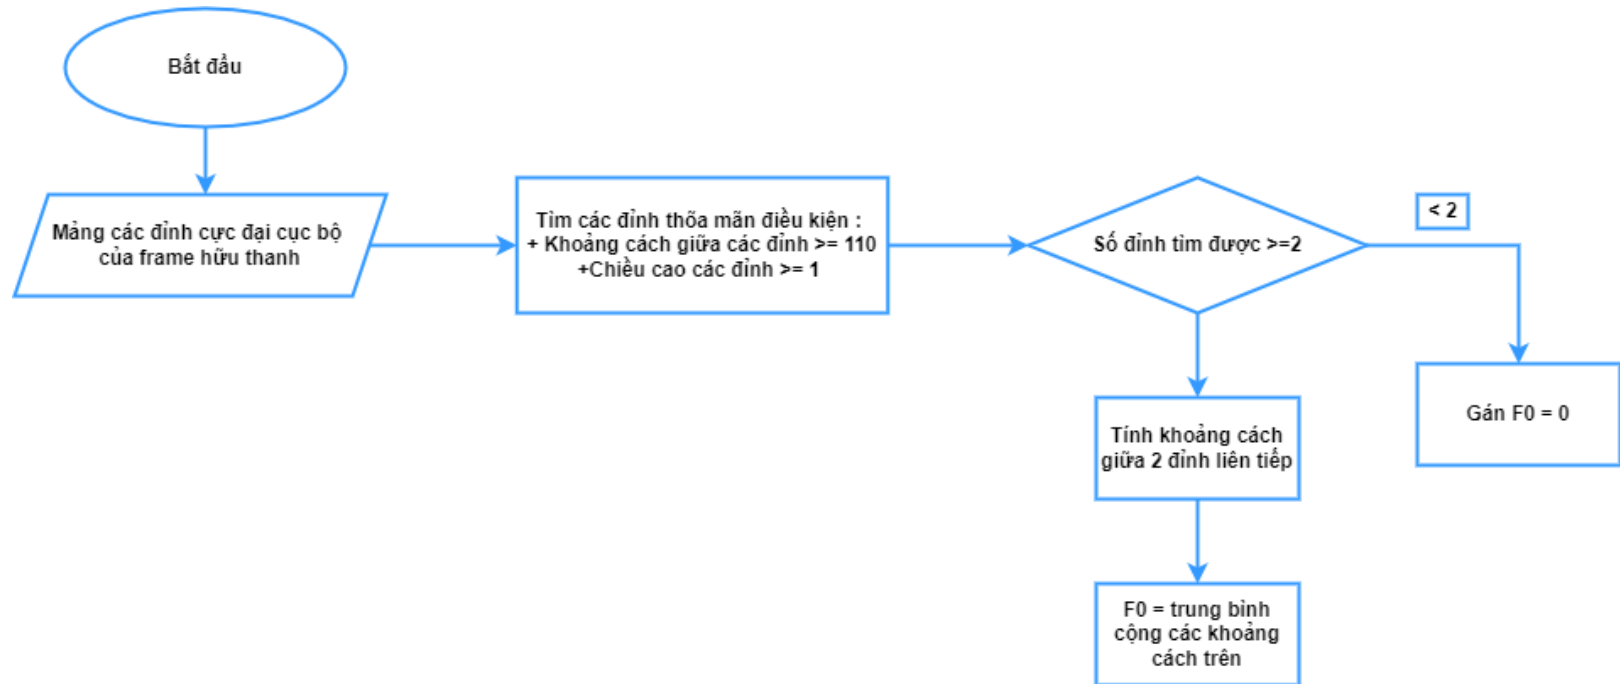 Bắt đầu
Mảng các đỉnh cực đại cục bộ
của frame hữu thanh
Tìm các đỉnh thõa mãn điều kiện :
+ Khoảng cách giữa các đỉnh >= 110
+Chiều cao các đỉnh >= 1
Số đỉnh tìm được >=2
< 2
Tính khoảng cách
giữa 2 đỉnh liên tiếp
Gán F0 = 0
F0 = trung bình
cộng các khoảng
cách trên